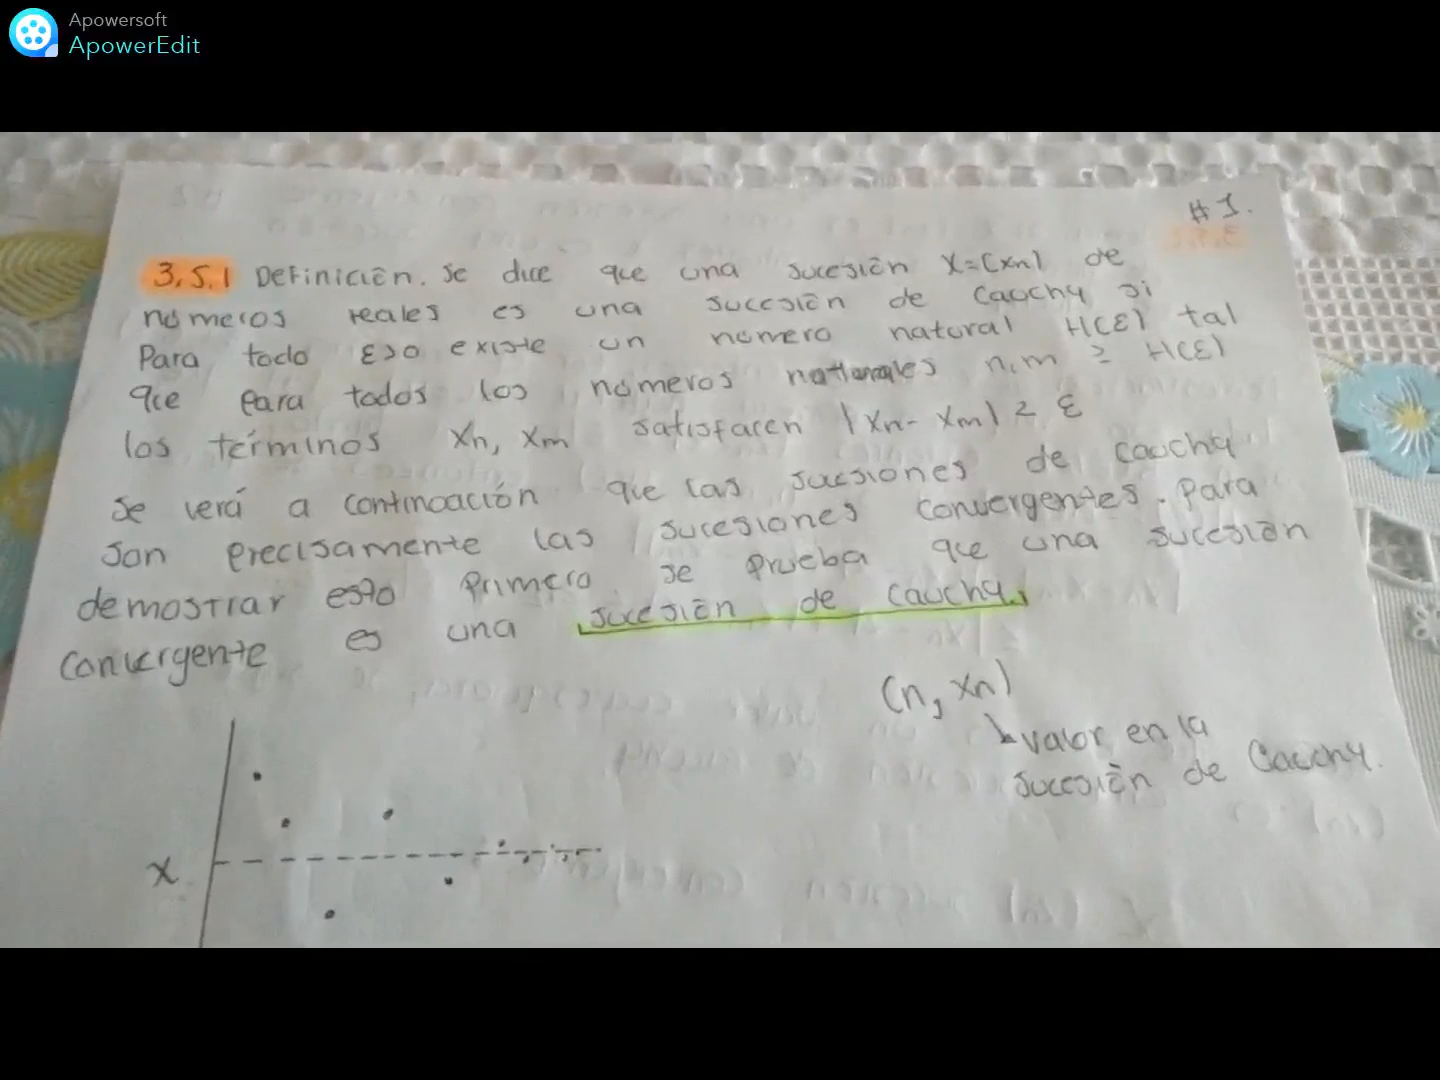 Apowersoft
ApowerEdit
#1.
3.5.1 Definición. se dice que una sucesión X=(xn) de
números reales es una sucesión de Cauchy si
Para todo ε>0 existe un número natural H(ε) tal
que para todos los números naturales n,m ≥ H(ε)
los términos Xn, Xm satisfacen |Xn-Xm| < ε
se verá a continuación que las sucesiones de cauchy
son precisamente las sucesiones convergentes. Para
demostrar esto primero se prueba que una sucesión
convergente es una sucesión de Cauchy.
(n, xn)
valor en la
sucesión de Cauchy.
X